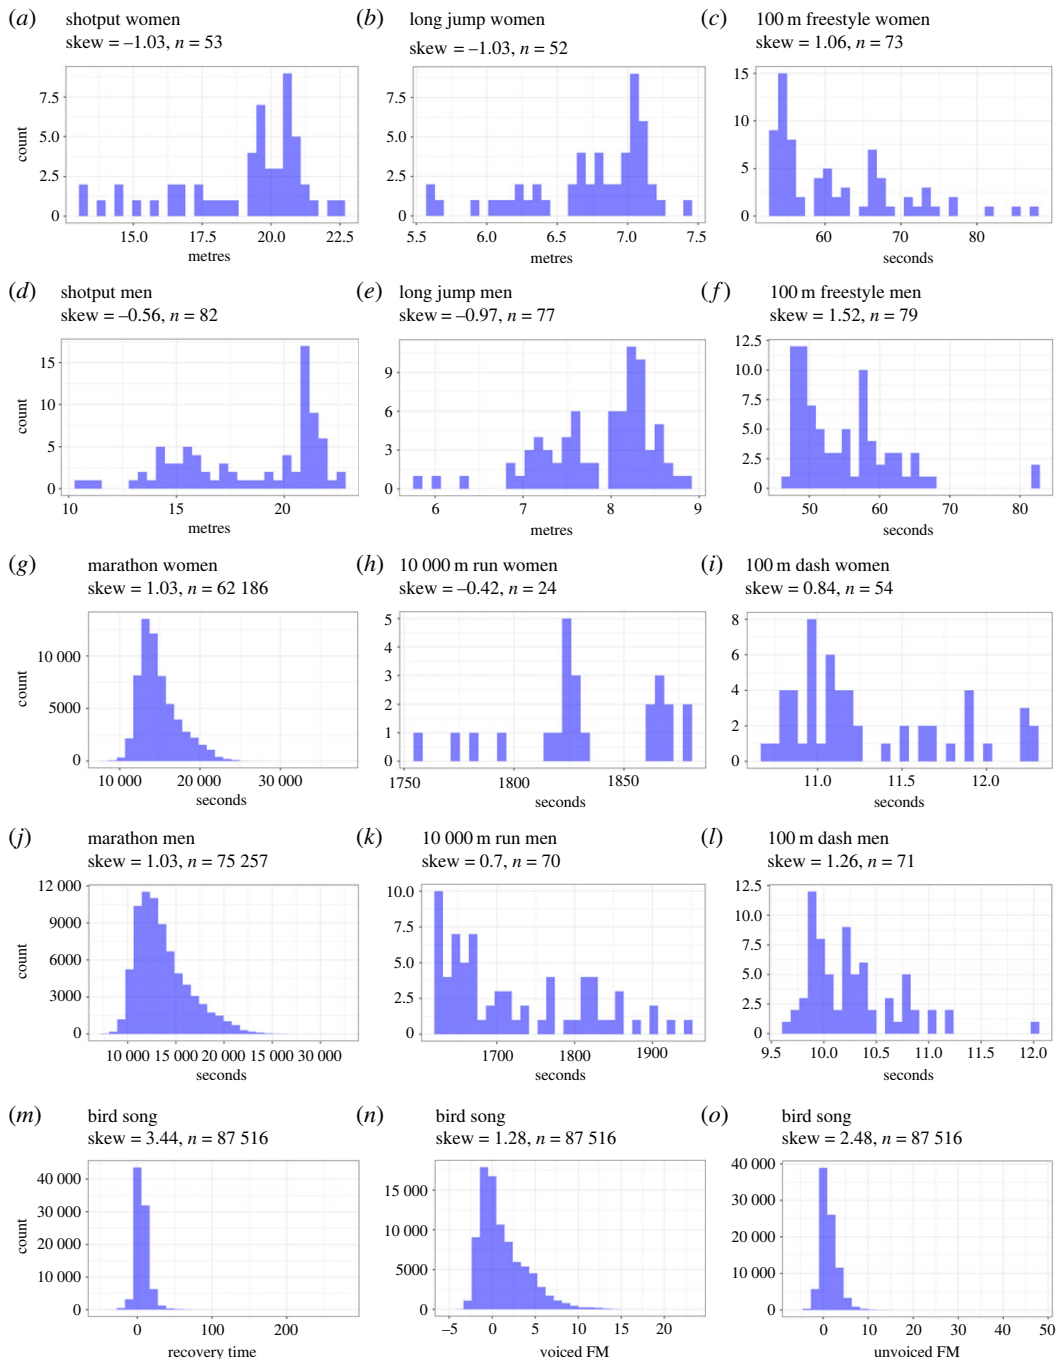 (a) shotput women
skew = –1.03, n = 53
7.5
5.0
2.5
0
count
15.0 17.5 20.0 22.5
metres
(b) long jump women
skew = –1.03, n = 52
7.5
5.0
2.5
0
5.5 6.0 6.5 7.0 7.5
metres
(c) 100 m freestyle women
skew = 1.06, n = 73
15
10
5
0
60 70 80
seconds
(d) shotput men
skew = –0.56, n = 82
15
10
5
0
count
10 15 20
metres
(e) long jump men
skew = –0.97, n = 77
9
6
3
0
6 7 8 9
metres
(f) 100 m freestyle men
skew = 1.52, n = 79
12.5
10.0
7.5
5.0
2.5
0
50 60 70 80
seconds
(g) marathon women
skew = 1.03, n = 62 186
10 000
5000
0
count
10 000 20 000 30 000
seconds
(h) 10 000 m run women
skew = –0.42, n = 24
5
4
3
2
1
0
1750 1800 1850
seconds
(i) 100 m dash women
skew = 0.84, n = 54
8
6
4
2
0
11.0 11.5 12.0
seconds
(j) marathon men
skew = 1.03, n = 75 257
12 000
9000
6000
3000
0
count
10 000 15 000 20 000 15 000 30 000
seconds
(k) 10 000 m run men
skew = 0.7, n = 70
10.0
7.5
5.0
2.5
0
1700 1800 1900
seconds
(l) 100 m dash men
skew = 1.26, n = 71
12.5
10.0
7.5
5.0
2.5
0
9.5 10.0 10.5 11.0 11.5 12.0
seconds
(m) bird song
skew = 3.44, n = 87 516
40 000
30 000
20 000
10 000
0
count
0 100 200
recovery time
(n) bird song
skew = 1.28, n = 87 516
15 000
10 000
5000
0
–5 0 5 10 15 20
voiced FM
(o) bird song
skew = 2.48, n = 87 516
40 000
30 000
20 000
10 000
0
0 10 20 30 40 50
unvoiced FM